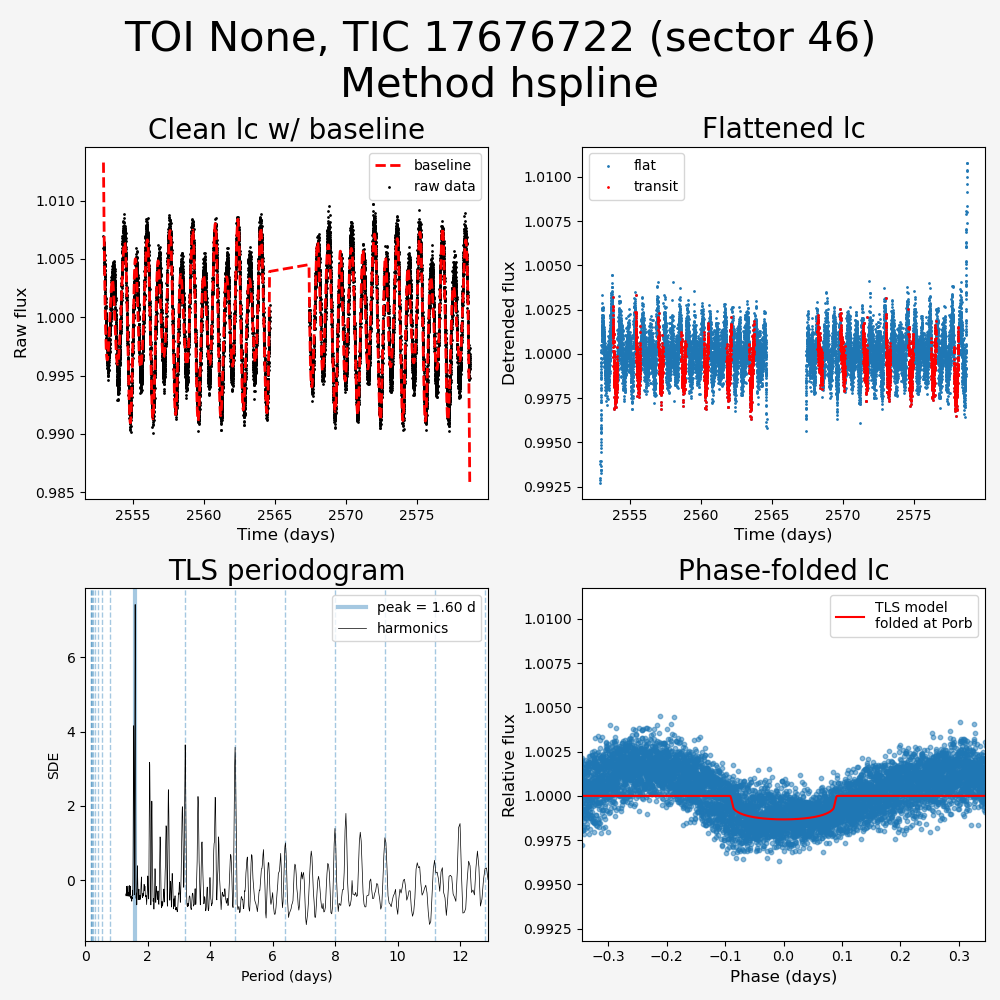 TOI None, TIC 17676722 (sector 46)
Method hspline
Clean lc w/ baseline
baseline
raw data
1.010
1.005
1.000
0.995
0.990
0.985
Raw flux
2555
2560
2565
2570
2575
Time (days)
Flattened lc
flat
transit
1.0100
1.0075
1.0050
1.0025
1.0000
0.9975
0.9950
0.9925
Detrended flux
2555
2560
2565
2570
2575
Time (days)
TLS periodogram
peak = 1.60 d
harmonics
6
4
2
0
SDE
0
2
4
6
8
10
12
Period (days)
Phase-folded lc
TLS model
folded at Porb
1.0100
1.0075
1.0050
1.0025
1.0000
0.9975
0.9950
0.9925
Relative flux
−0.3
−0.2
−0.1
0.0
0.1
0.2
0.3
Phase (days)